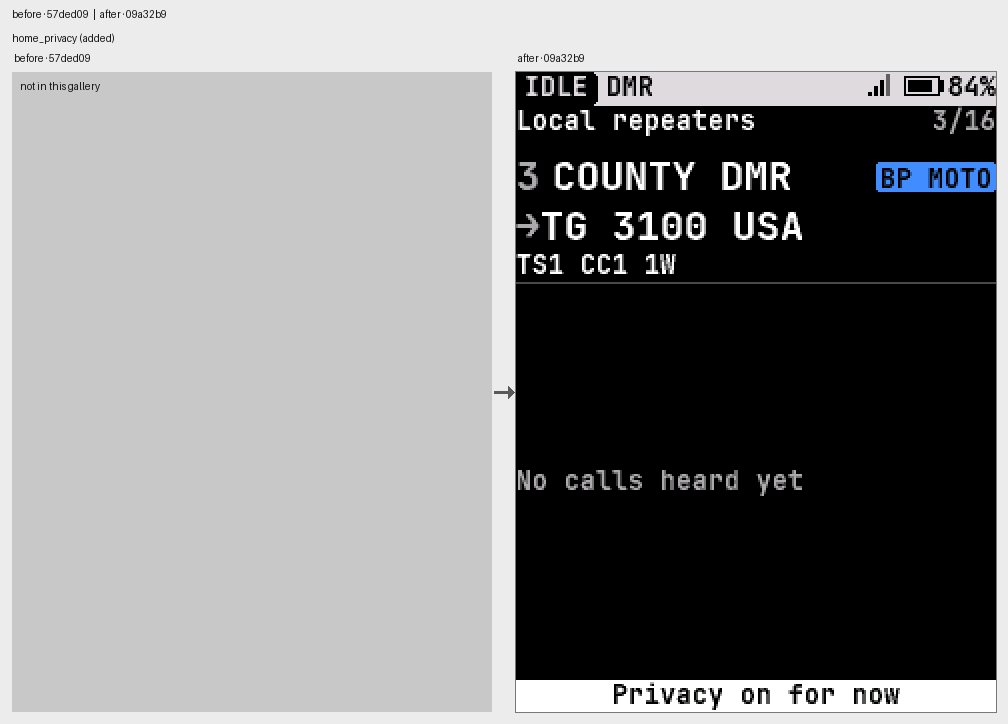 before·57ded09 | after·09a32b9
home_privacy (added)
before·57ded09
after·09a32b9
not in this gallery
IDLE DMR 84%
Local repeaters 3/16
3 COUNTY DMR BP MOTO
→TG 3100 USA
TS1 CC1 1W
→
No calls heard yet
Privacy on for now